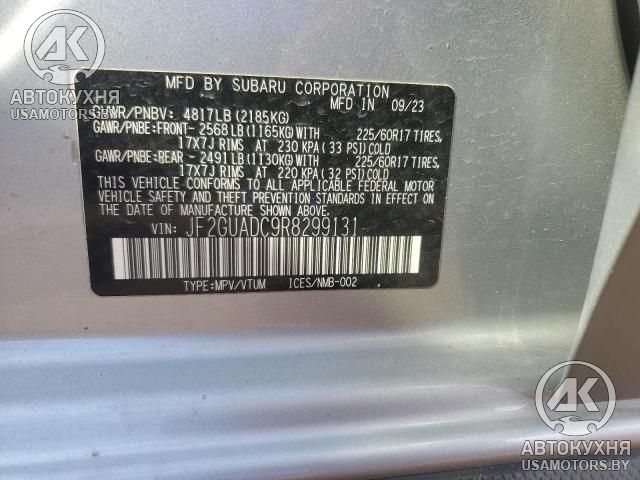 АК
АВТОКУХНЯ
USAMOTORS.BY
MFD BY SUBARU CORPORATION
MFD IN 09/23
GVWR/PNBV: 4817LB (2185KG)
GAWR/PNBE:FRONT-2568LB (1165KG) WITH 225/60R17 TIRES,
17X7J RIMS AT 230 KPA (33 PSI) COLD
GAWR/PNBE:REAR -2491LB (1130KG) WITH 225/60R17 TIRES,
17X7J RIMS AT 220 KPA (32 PSI) COLD
THIS VEHICLE CONFORMS TO ALL APPLICABLE FEDERAL MOTOR
VEHICLE SAFETY AND THEFT PREVENTION STANDARDS IN EFFECT ON THE
DATE OF MANUFACTURE SHOWN ABOVE.
VIN: JF2GUADC9R8299131
TYPE:MPV/VTUM ICES/NMB-002
АК
АВТОКУХНЯ
USAMOTORS.BY